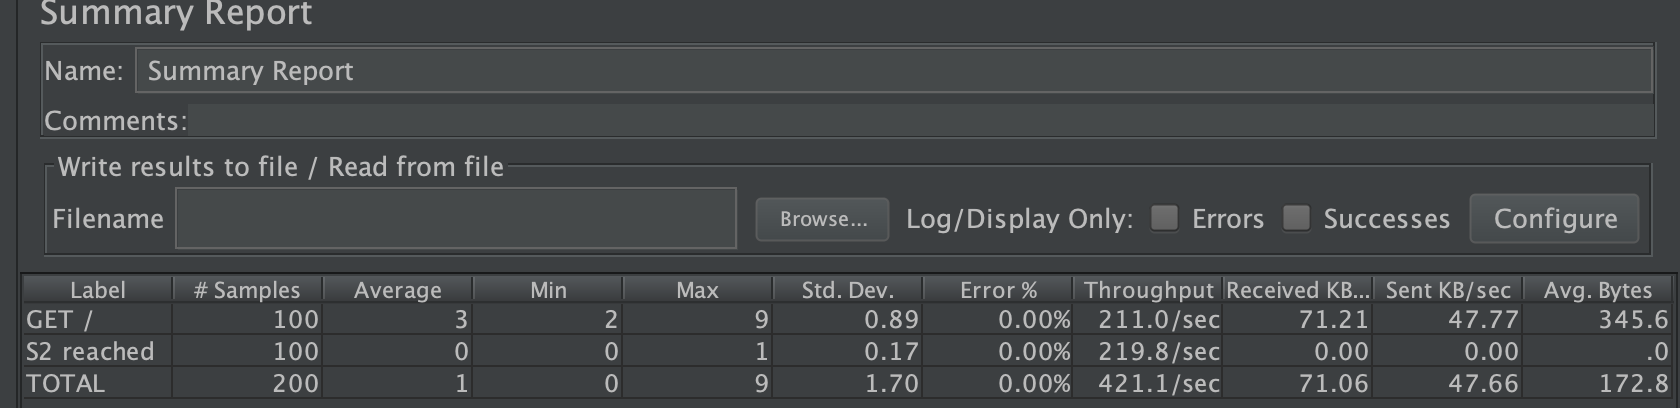 Summary Report
Name: Summary Report
Comments:
Write results to file / Read from file
Filename Browse... Log/Display Only: Errors Successes Configure
Label # Samples Average Min Max Std. Dev. Error % Throughput Received KB... Sent KB/sec Avg. Bytes
GET / 100 3 2 9 0.89 0.00% 211.0/sec 71.21 47.77 345.6
S2 reached 100 0 0 1 0.17 0.00% 219.8/sec 0.00 0.00 .0
TOTAL 200 1 0 9 1.70 0.00% 421.1/sec 71.06 47.66 172.8